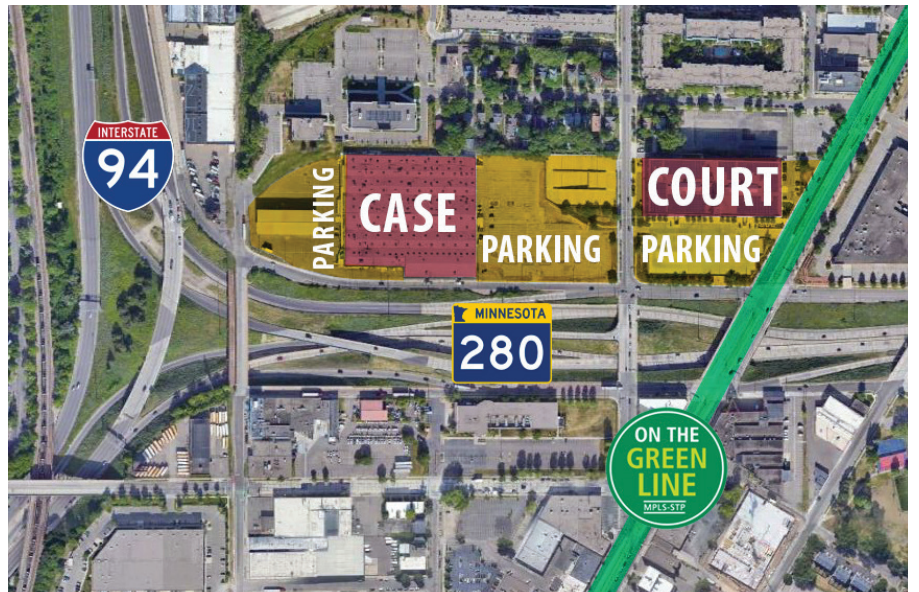 INTERSTATE
94
PARKING
CASE
PARKING
COURT
PARKING
MINNESOTA
280
ON THE
GREEN
LINE
MPLS-STP